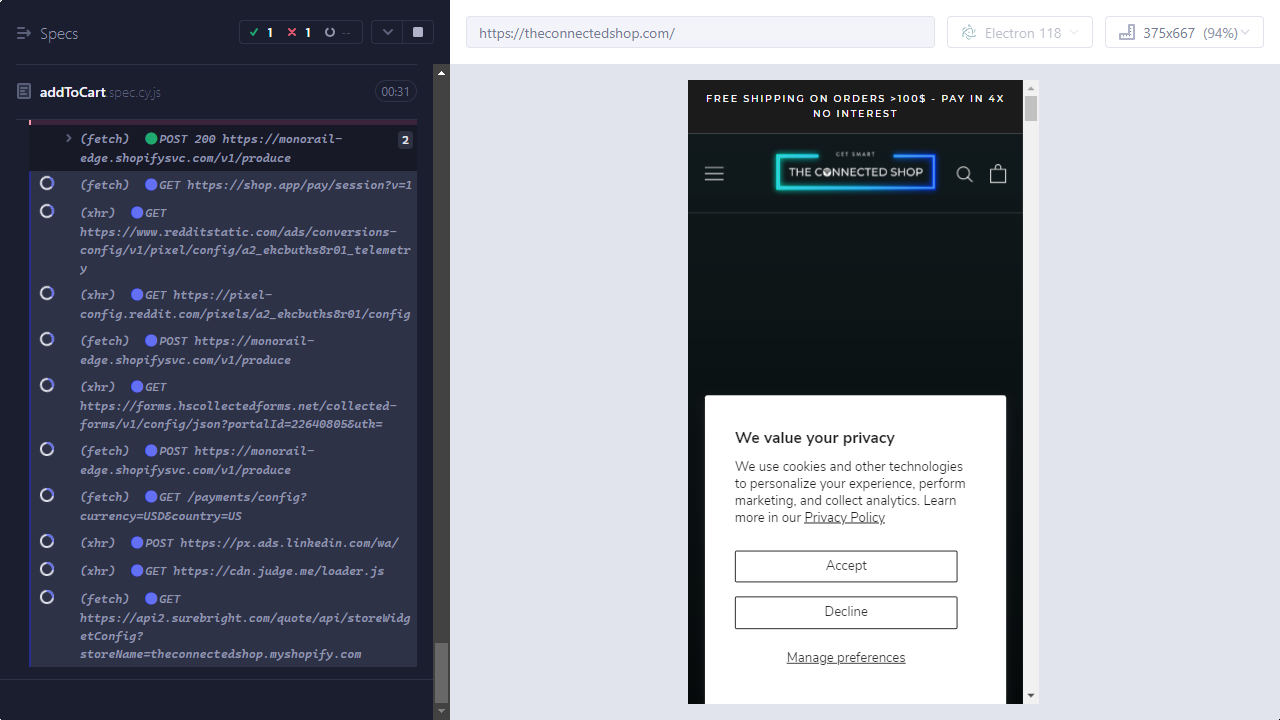 Specs
1
1
--
addToCart spec.cy.js
00:31
(fetch) POST 200 https://monorail-
edge.shopifysvc.com/v1/produce
2
(fetch) GET https://shop.app/pay/session?v=1
(xhr) GET
https://www.redditstatic.com/ads/conversions-
config/v1/pixel/config/a2_ekcbuths8r01_telemetr
y
(xhr) GET https://pixel-
config.reddit.com/pixels/a2_ekcbuths8r01/config
(fetch) POST https://monorail-
edge.shopifysvc.com/v1/produce
(xhr) GET
https://forms.hscollectedforms.net/collected-
forms/v1/config/json?portalId=22640805&utk=
(fetch) POST https://monorail-
edge.shopifysvc.com/v1/produce
(fetch) GET /payments/config?
currency=USD&country=US
(xhr) POST https://px.ads.linkedin.com/wa/
(xhr) GET https://cdn.judge.me/loader.js
(fetch) GET
https://api2.surebright.com/quote/api/storeWidg
etConfig?
storeName=theconnectedshop.myshopify.com
https://theconnectedshop.com/
Electron 118
375x667 (94%)
FREE SHIPPING ON ORDERS >100$ - PAY IN 4X
NO INTEREST
GET SMART
THE CONNECTED SHOP
We value your privacy
We use cookies and other technologies
to personalize your experience, perform
marketing, and collect analytics. Learn
more in our Privacy Policy
Accept
Decline
Manage preferences